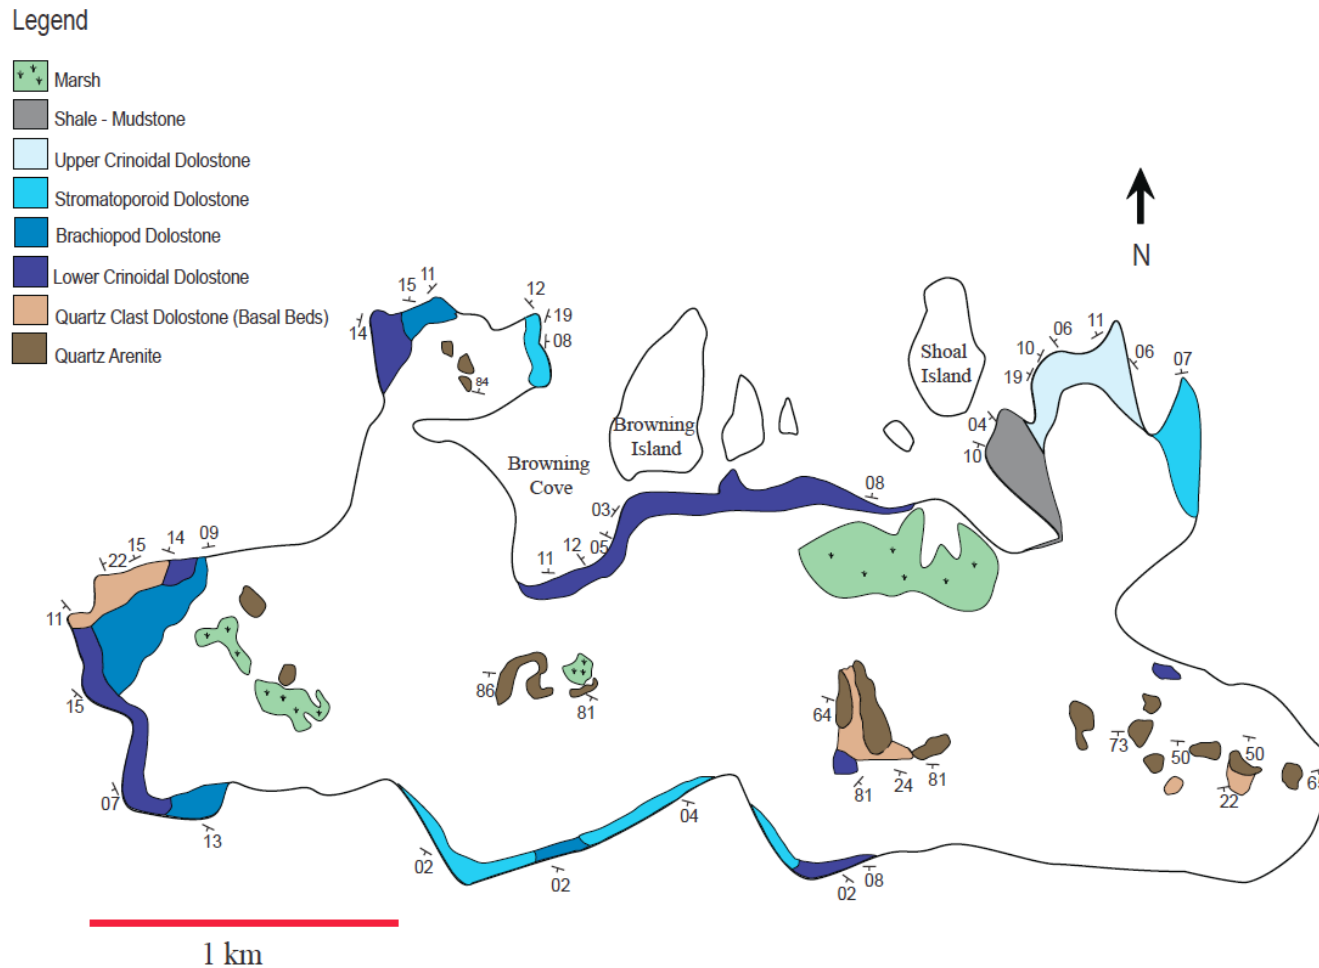 Legend
Marsh
Shale - Mudstone
Upper Crinoidal Dolostone
Stromatoporoid Dolostone
Brachiopod Dolostone
Lower Crinoidal Dolostone
Quartz Clast Dolostone (Basal Beds)
Quartz Arenite
N
11
15
12
14
19
08
84
Shoal
Island
06
11
10
19
06
07
04
10
Browning
Island
Browning
Cove
08
03
05
12
11
09
14
15
22
11
15
07
13
86
81
64
81
24
81
73
50
50
22
65
02
02
04
02
08
1 km